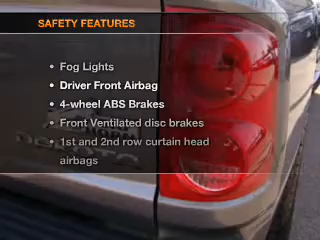 SAFETY FEATURES
• Fog Lights
• Driver Front Airbag
• 4-wheel ABS Brakes
• Front Ventilated disc brakes
• 1st and 2nd row curtain head
airbags